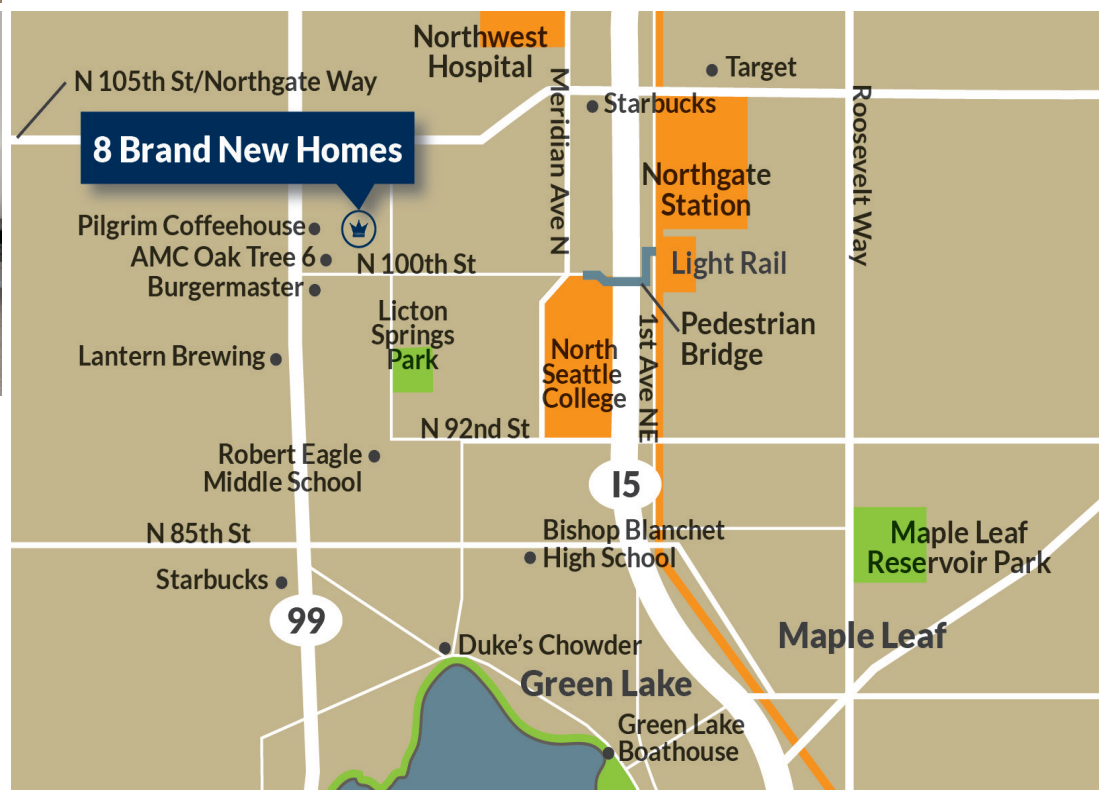 Northwest
Hospital
Target
N 105th St/Northgate Way
Meridian Ave N
Starbucks
Roosevelt Way
8 Brand New Homes
Northgate
Station
Pilgrim Coffeehouse
AMC Oak Tree 6
N 100th St
Light Rail
Burgermaster
Licton
Springs
Park
1st Ave NE
Pedestrian
Bridge
Lantern Brewing
North
Seattle
College
N 92nd St
Robert Eagle
Middle School
I5
N 85th St
Bishop Blanchet
High School
Maple Leaf
Reservoir Park
Starbucks
99
Maple Leaf
Duke's Chowder
Green Lake
Green Lake
Boathouse